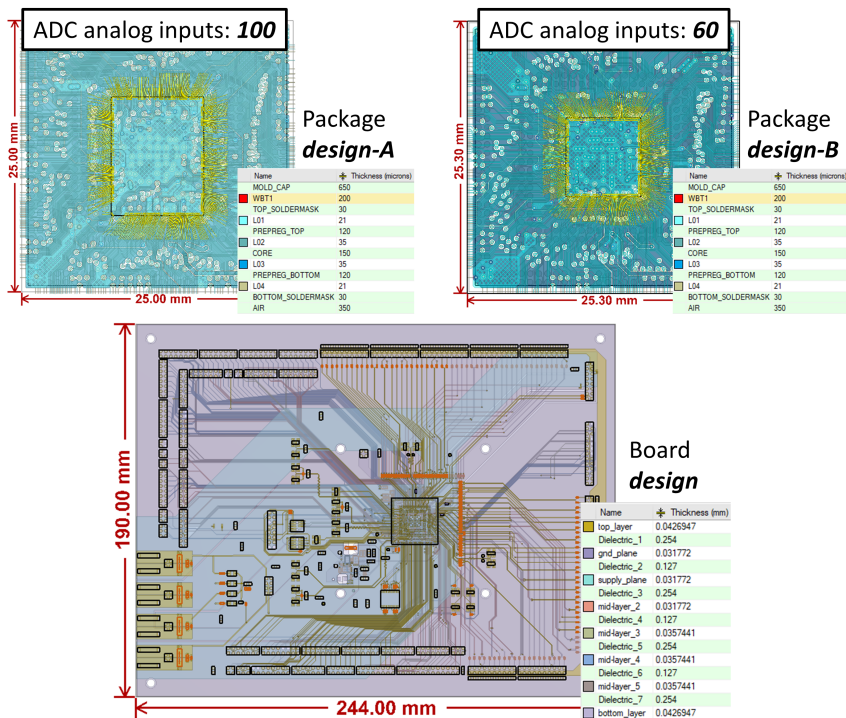 ADC analog inputs: 100
25.00 mm
25.00 mm
Package
design-A
Name Thickness (microns)
MOLD_CAP 650
WBT1 200
TOP_SOLDERMASK 30
L01 21
PREPREG_TOP 120
L02 35
CORE 150
L03 35
PREPREG_BOTTOM 120
L04 21
BOTTOM_SOLDERMASK 30
AIR 350
ADC analog inputs: 60
25.30 mm
25.30 mm
Package
design-B
Name Thickness (microns)
MOLD_CAP 650
WBT1 200
TOP_SOLDERMASK 30
L01 21
PREPREG_TOP 120
L02 35
CORE 150
L03 35
PREPREG_BOTTOM 120
L04 21
BOTTOM_SOLDERMASK 30
AIR 350
190.00 mm
244.00 mm
Board
design
Name Thickness (mm)
top_layer 0.0426947
Dielectric_1 0.254
gnd_plane 0.031772
Dielectric_2 0.127
supply_plane 0.031772
Dielectric_3 0.254
mid-layer_2 0.031772
Dielectric_4 0.127
mid-layer_3 0.0357441
Dielectric_5 0.254
mid-layer_4 0.0357441
Dielectric_6 0.127
mid-layer_5 0.0357441
Dielectric_7 0.254
bottom_layer 0.0426947